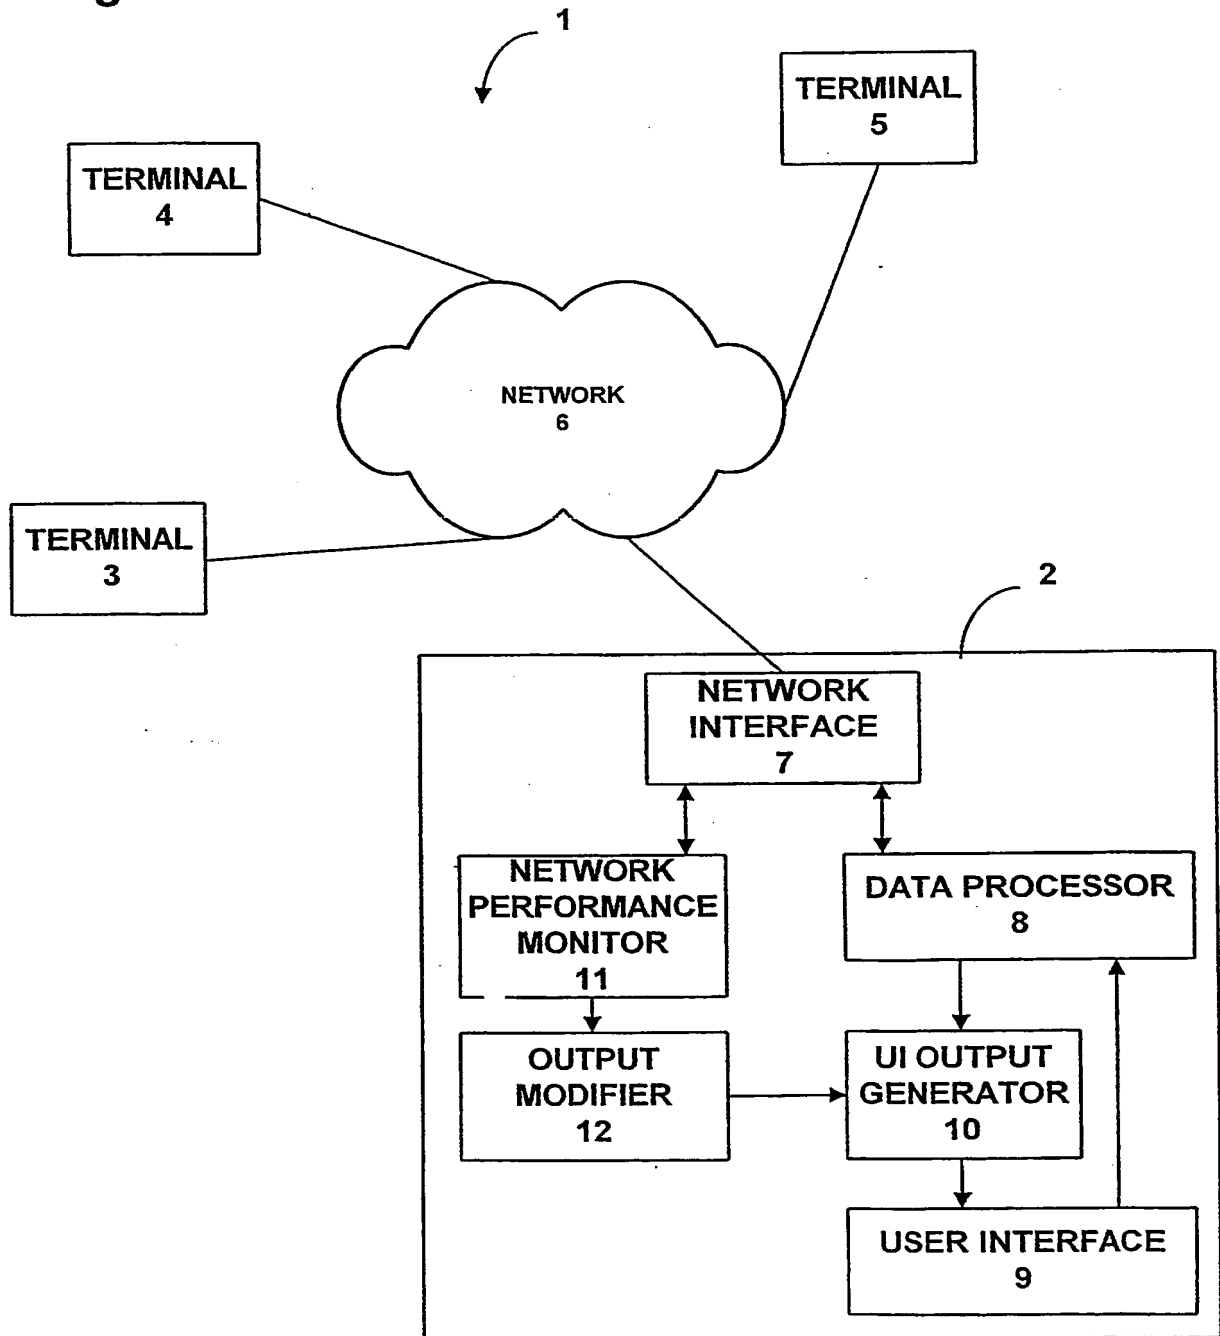 1
TERMINAL
5
TERMINAL
4
NETWORK
6
TERMINAL
3
2
NETWORK
INTERFACE
7
NETWORK
PERFORMANCE
MONITOR
11
DATA PROCESSOR
8
OUTPUT
MODIFIER
12
UI OUTPUT
GENERATOR
10
USER INTERFACE
9